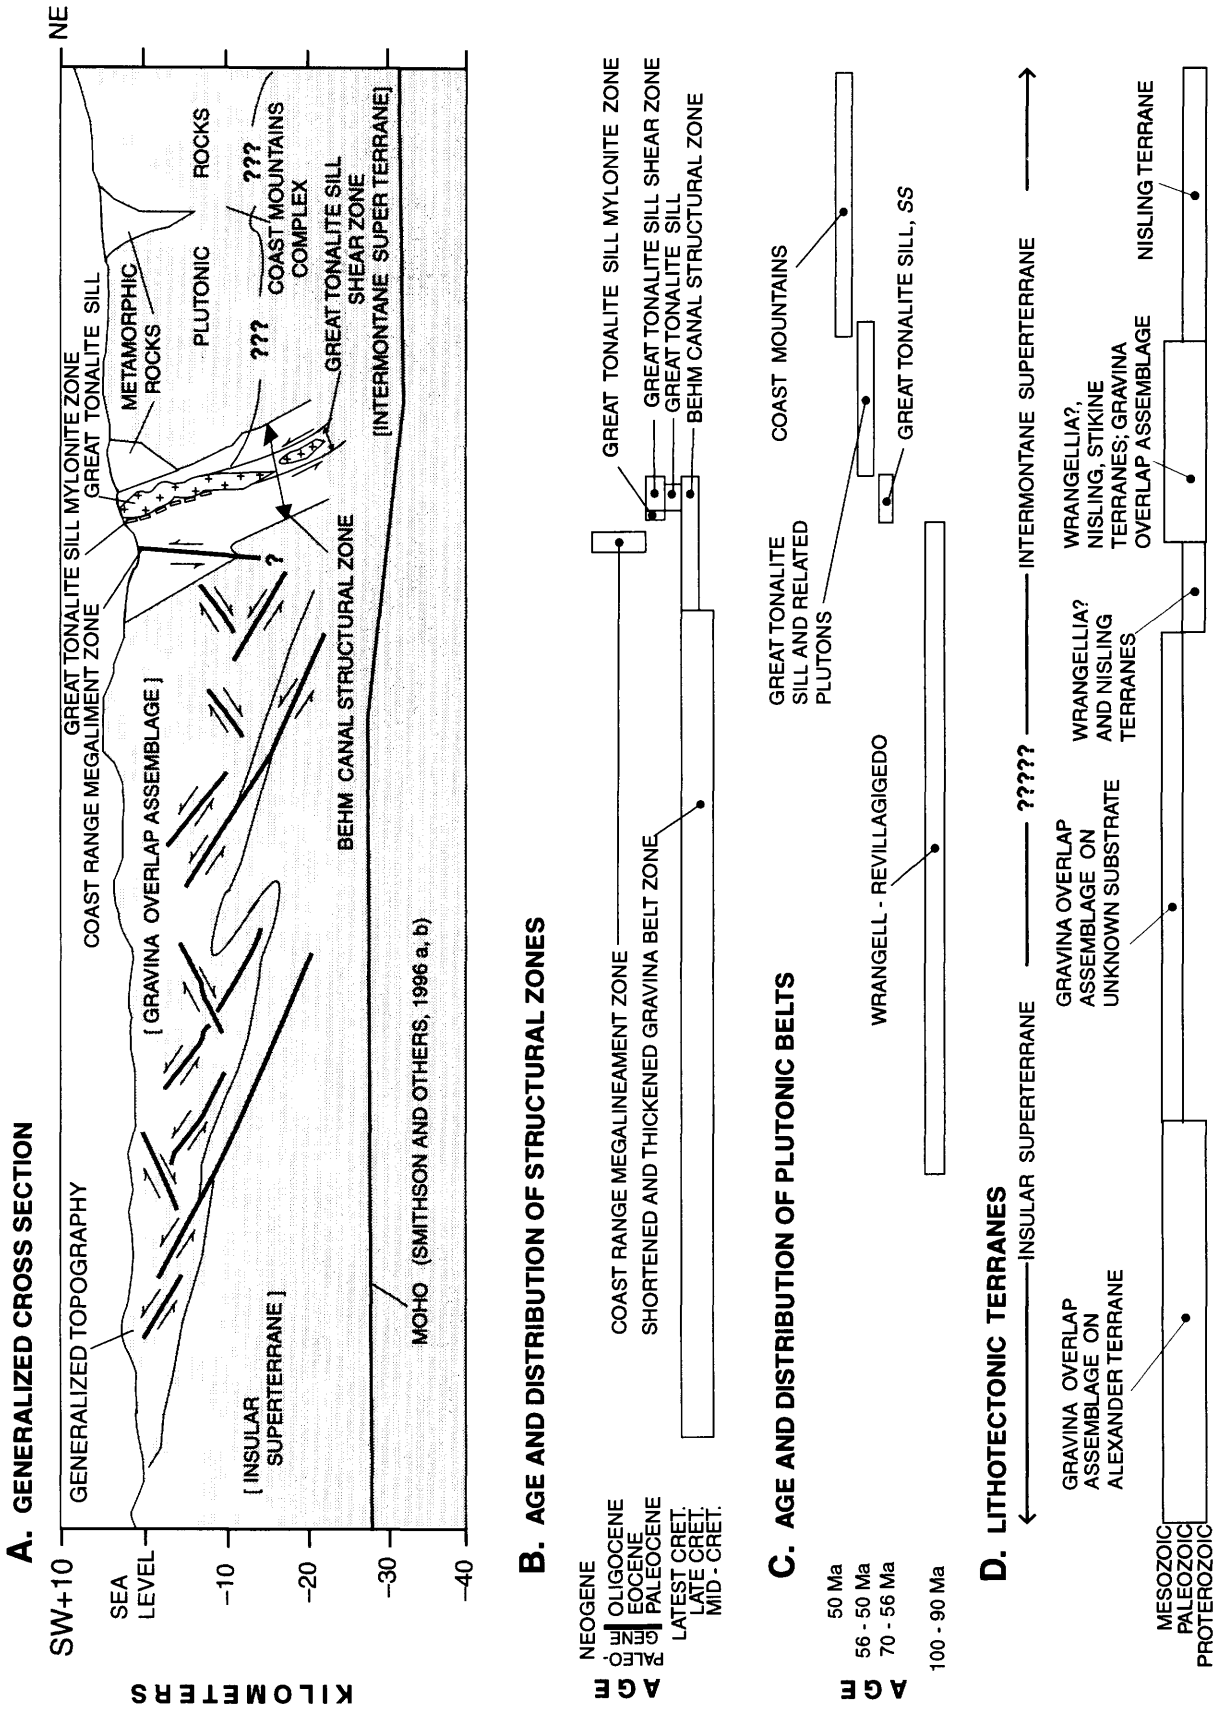 A. GENERALIZED CROSS SECTION
SW+10
NE
SEA
LEVEL
–10
–20
–30
–40
KILOMETERS
GENERALIZED TOPOGRAPHY
COAST RANGE MEGALIMENT ZONE
GREAT TONALITE SILL MYLONITE ZONE
GREAT TONALITE SILL
METAMORPHIC
ROCKS
PLUTONIC ROCKS
???
???
COAST MOUNTAINS
COMPLEX
GREAT TONALITE SILL
SHEAR ZONE
[INTERMONTANE SUPER TERRANE]
[ GRAVINA OVERLAP ASSEMBLAGE ]
?
BEHM CANAL STRUCTURAL ZONE
[ INSULAR
SUPERTERRANE ]
MOHO (SMITHSON AND OTHERS, 1996 a, b)
B. AGE AND DISTRIBUTION OF STRUCTURAL ZONES
AGE
NEOGENE
PALEO-
GENE
OLIGOCENE
EOCENE
PALEOCENE
LATEST CRET.
LATE CRET.
MID - CRET.
COAST RANGE MEGALINEAMENT ZONE
SHORTENED AND THICKENED GRAVINA BELT ZONE
GREAT TONALITE SILL MYLONITE ZONE
GREAT TONALITE SILL SHEAR ZONE
GREAT TONALITE SILL
BEHM CANAL STRUCTURAL ZONE
C. AGE AND DISTRIBUTION OF PLUTONIC BELTS
AGE
50 Ma
56 - 50 Ma
70 - 56 Ma
100 - 90 Ma
COAST MOUNTAINS
GREAT TONALITE
SILL AND RELATED
PLUTONS
GREAT TONALITE SILL, SS
WRANGELL - REVILLAGIGEDO
D. LITHOTECTONIC TERRANES
INSULAR SUPERTERRANE
?????
INTERMONTANE SUPERTERRANE
MESOZOIC
PALEOZOIC
PROTEROZOIC
GRAVINA OVERLAP
ASSEMBLAGE ON
ALEXANDER TERRANE
GRAVINA OVERLAP
ASSEMBLAGE ON
UNKNOWN SUBSTRATE
WRANGELLIA?
AND NISLING
TERRANES
WRANGELLIA?,
NISLING, STIKINE
TERRANES; GRAVINA
OVERLAP ASSEMBLAGE
NISLING TERRANE